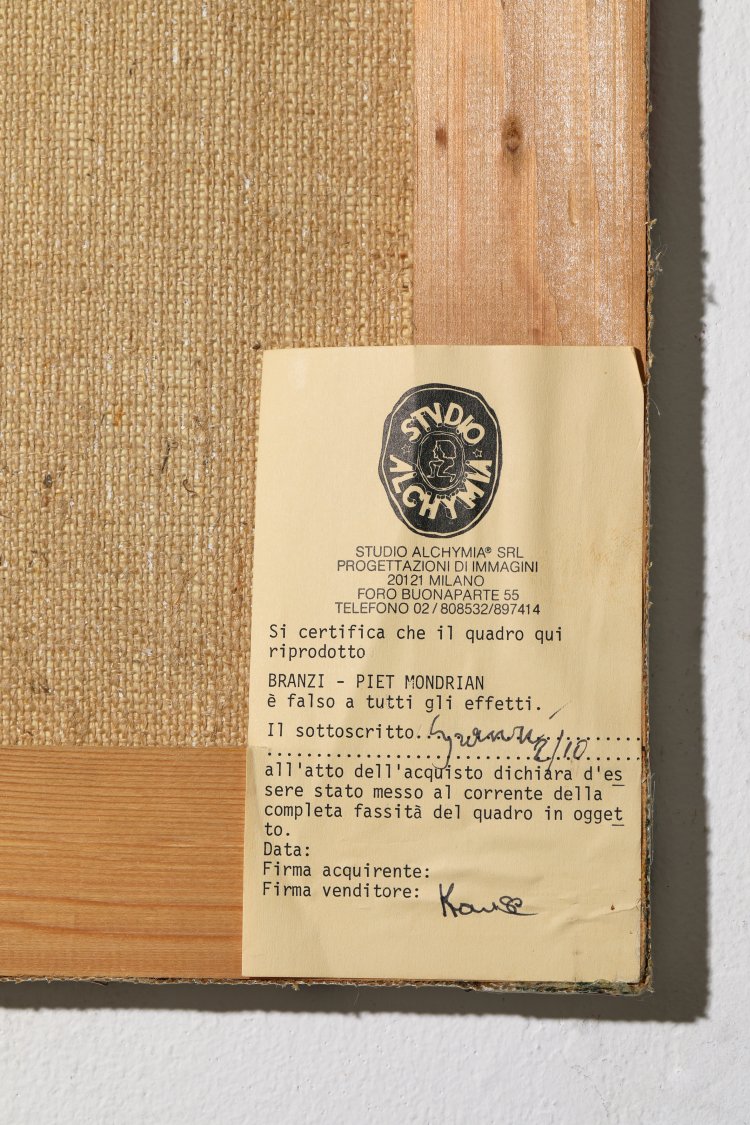 STVDIO
ALCHYMIA
STUDIO ALCHYMIA® SRL
PROGETTAZIONI DI IMMAGINI
20121 MILANO
FORO BUONAPARTE 55
TELEFONO 02/808532/897414
Si certifica che il quadro qui
riprodotto
BRANZI - PIET MONDRIAN
è falso a tutti gli effetti.
Il sottoscritto..
2/10
all'atto dell'acquisto dichiara d'es
sere stato messo al corrente della
completa fassità del quadro in ogget
to.
Data:
Firma acquirente:
Firma venditore: